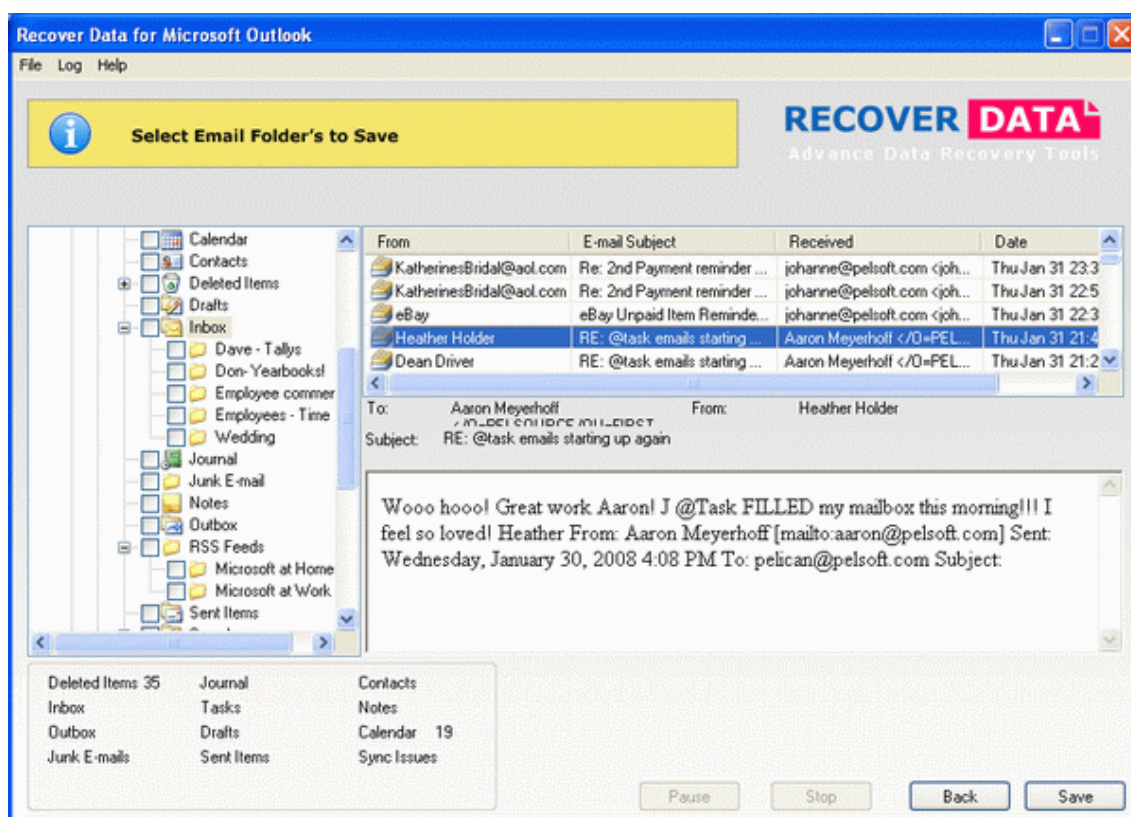 Recover Data for Microsoft Outlook
File Log Help
Select Email Folder's to Save
RECOVER DATA
Advance Data Recovery Tools
Calendar
Contacts
Deleted Items
Drafts
Inbox
Dave - Tallys
Don- Yearbooks!
Employee commer
Employees - Time
Wedding
Journal
Junk E-mail
Notes
Outbox
RSS Feeds
Microsoft at Home
Microsoft at Work
Sent Items
From E-mail Subject Received Date
KatherinesBridal@aol.com Re: 2nd Payment reminder ... johanne@pelsoft.com <joh... Thu Jan 31 23:3
KatherinesBridal@aol.com Re: 2nd Payment reminder ... johanne@pelsoft.com <joh... Thu Jan 31 22:5
eBay eBay Unpaid Item Reminde... johanne@pelsoft.com <joh... Thu Jan 31 22:3
Heather Holder RE: @task emails starting ... Aaron Meyerhoff </O=PEL... Thu Jan 31 21:4
Dean Driver RE: @task emails starting ... Aaron Meyerhoff </O=PEL... Thu Jan 31 21:2
To: Aaron Meyerhoff From: Heather Holder
</O=PELSOURCE/OU=FIRST
Subject: RE: @task emails starting up again
Wooo hooo! Great work Aaron! J @Task FILLED my mailbox this morning!!! I
feel so loved! Heather From: Aaron Meyerhoff [mailto:aaron@pelsoft.com] Sent:
Wednesday, January 30, 2008 4:08 PM To: pelican@pelsoft.com Subject:
Deleted Items 35 Journal Contacts
Inbox Tasks Notes
Outbox Drafts Calendar 19
Junk E-mails Sent Items Sync Issues
Pause Stop Back Save